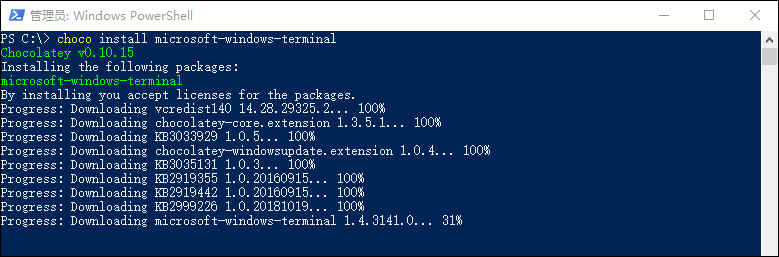 管理员: Windows PowerShell
PS C:\> choco install microsoft-windows-terminal
Chocolatey v0.10.15
Installing the following packages:
microsoft-windows-terminal
By installing you accept licenses for the packages.
Progress: Downloading vcredist140 14.28.29325.2... 100%
Progress: Downloading chocolatey-core.extension 1.3.5.1... 100%
Progress: Downloading KB3033929 1.0.5... 100%
Progress: Downloading chocolatey-windowsupdate.extension 1.0.4... 100%
Progress: Downloading KB3035131 1.0.3... 100%
Progress: Downloading KB2919355 1.0.20160915... 100%
Progress: Downloading KB2919442 1.0.20160915... 100%
Progress: Downloading KB2999226 1.0.20181019... 100%
Progress: Downloading microsoft-windows-terminal 1.4.3141.0... 31%